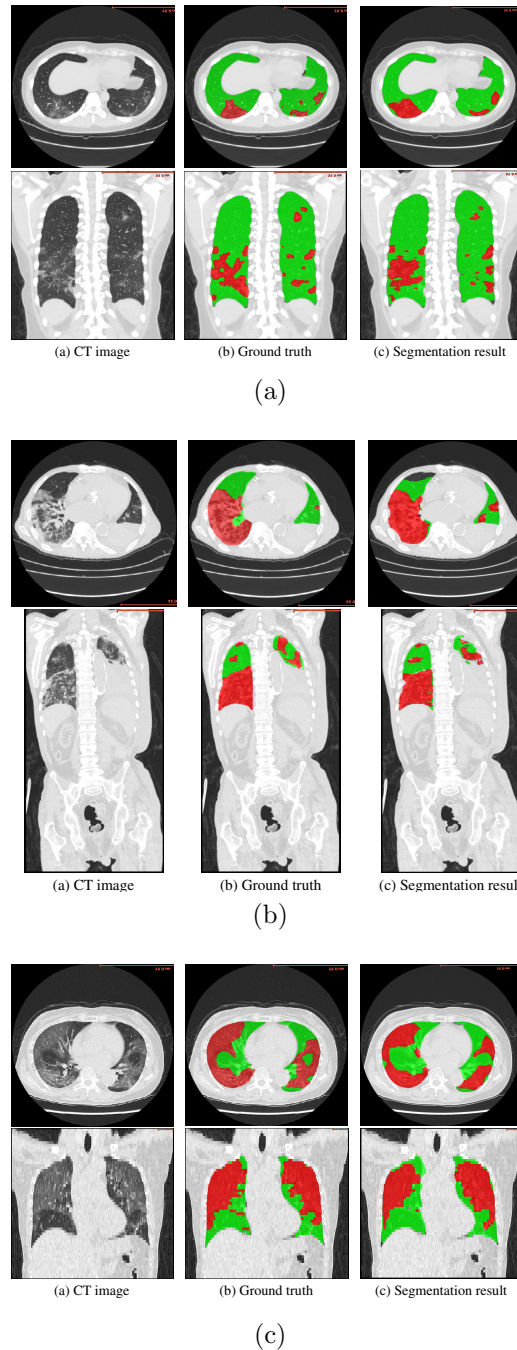 (a) CT image (b) Ground truth (c) Segmentation result
(a)
(a) CT image (b) Ground truth (c) Segmentation resul
(b)
(a) CT image (b) Ground truth (c) Segmentation result
(c)